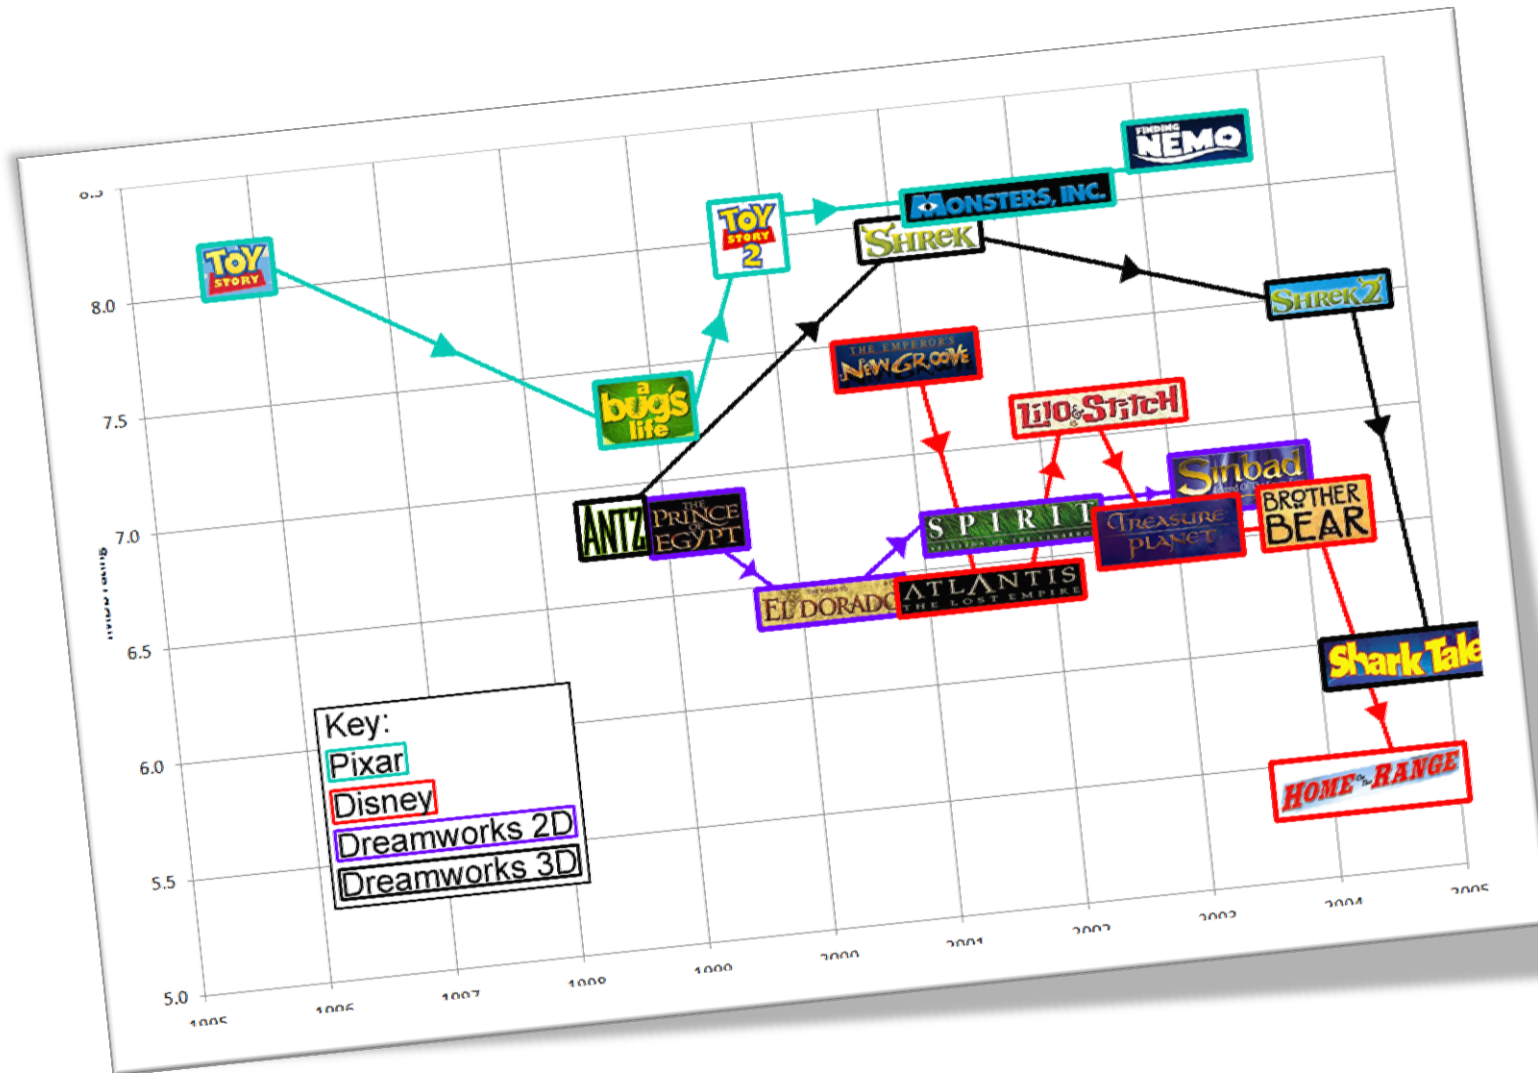 FINDING
NEMO
MONSTERS, INC.
TOY
STORY
2
SHREK
TOY
STORY
8.0
SHREK 2
THE EMPEROR'S
NEW GROOVE
a
bug's
life
LILO & STITCH
7.5
Sinbad
BROTHER
BEAR
THE
PRINCE
OF
EGYPT
ANTZ
SPIRIT
TREASURE
PLANET
7.0
ATLANTIS
THE LOST EMPIRE
EL DORADO
6.5
Shark Tale
Key:
Pixar
Disney
Dreamworks 2D
Dreamworks 3D
6.0
HOME ON THE RANGE
5.5
5.0
1995 1996 1997 1998 1999 2000 2001 2002 2003 2004 2005